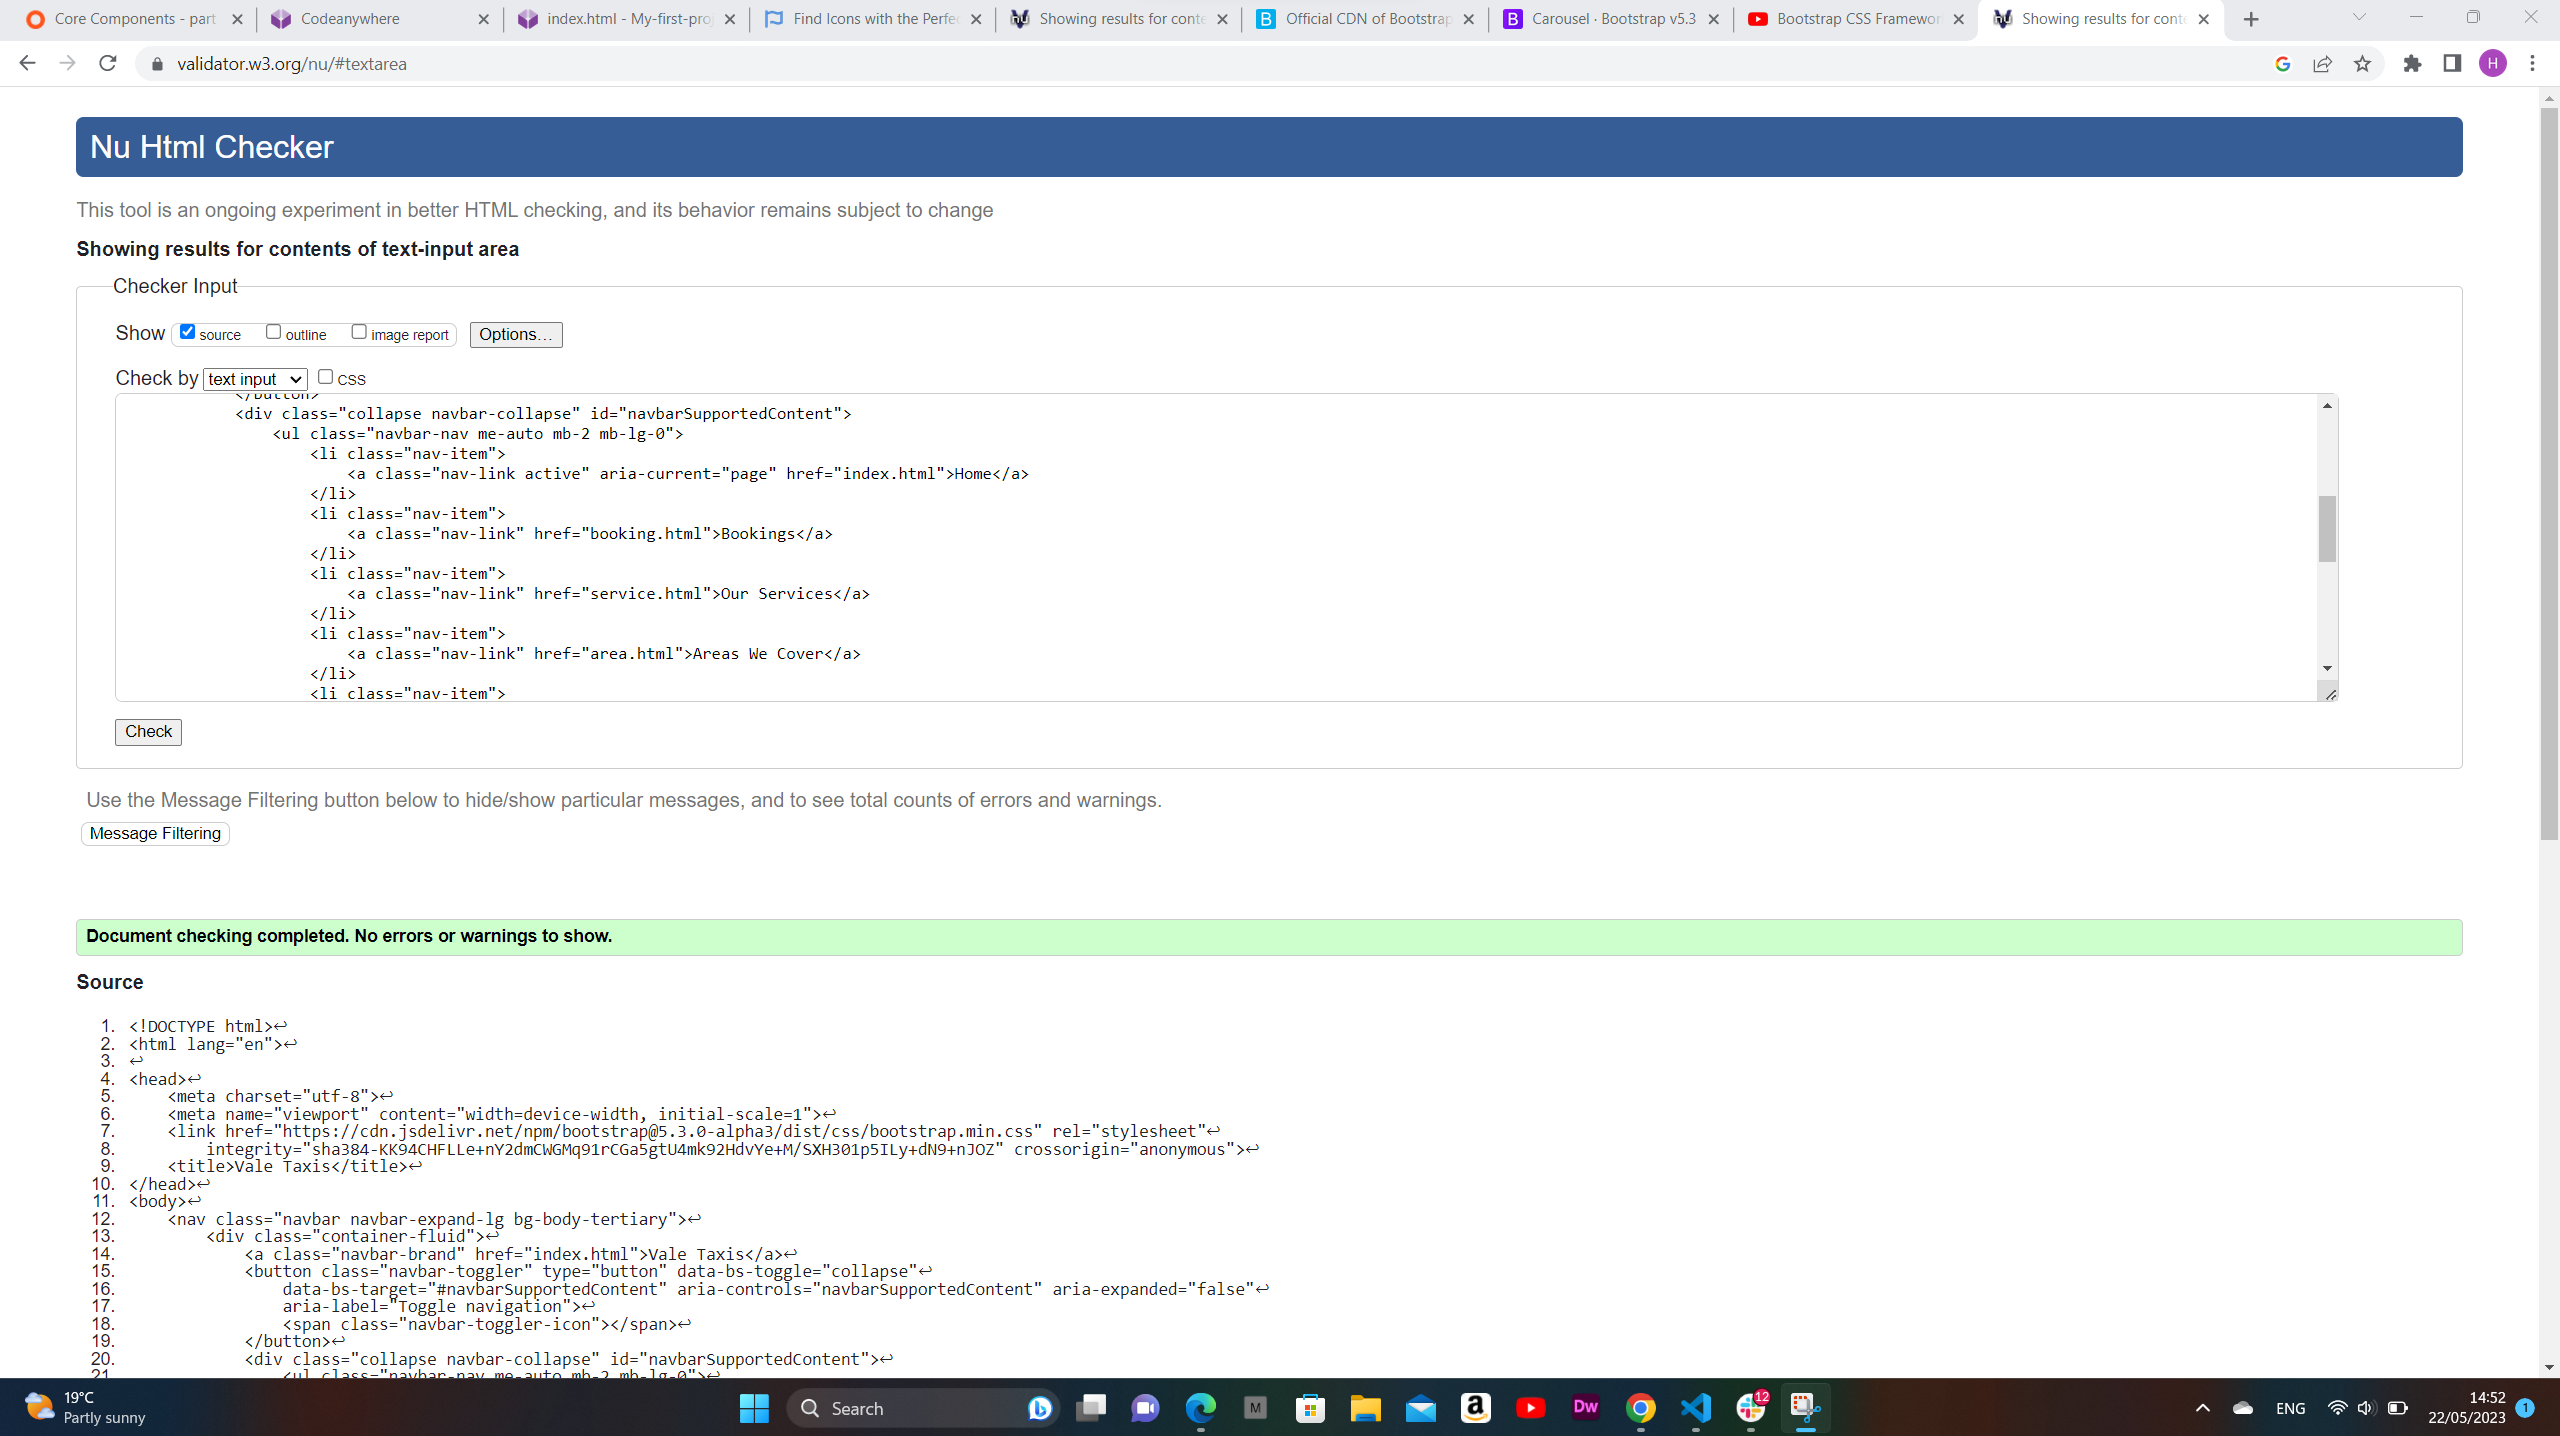 Core Components - part
Codeanywhere
index.html - My-first-proj
Find Icons with the Perfe
Showing results for conte
Official CDN of Bootstrap
Carousel · Bootstrap v5.3
Bootstrap CSS Framewor
Showing results for conte
validator.w3.org/nu/#textarea
H
Nu Html Checker
This tool is an ongoing experiment in better HTML checking, and its behavior remains subject to change
Showing results for contents of text-input area
Checker Input
Show source outline image report Options…
Check by text input CSS
</button>
<div class="collapse navbar-collapse" id="navbarSupportedContent">
<ul class="navbar-nav me-auto mb-2 mb-lg-0">
<li class="nav-item">
<a class="nav-link active" aria-current="page" href="index.html">Home</a>
</li>
<li class="nav-item">
<a class="nav-link" href="booking.html">Bookings</a>
</li>
<li class="nav-item">
<a class="nav-link" href="service.html">Our Services</a>
</li>
<li class="nav-item">
<a class="nav-link" href="area.html">Areas We Cover</a>
</li>
<li class="nav-item">
Check
Use the Message Filtering button below to hide/show particular messages, and to see total counts of errors and warnings.
Message Filtering
Document checking completed. No errors or warnings to show.
Source
1. <!DOCTYPE html>↩
2. <html lang="en">↩
3. ↩
4. <head>↩
5. <meta charset="utf-8">↩
6. <meta name="viewport" content="width=device-width, initial-scale=1">↩
7. <link href="https://cdn.jsdelivr.net/npm/bootstrap@5.3.0-alpha3/dist/css/bootstrap.min.css" rel="stylesheet"↩
8. integrity="sha384-KK94CHFLLe+nY2dmCWGMq91rCGa5gtU4mk92HdvYe+M/SXH301p5ILy+dN9+nJOZ" crossorigin="anonymous">↩
9. <title>Vale Taxis</title>↩
10. </head>↩
11. <body>↩
12. <nav class="navbar navbar-expand-lg bg-body-tertiary">↩
13. <div class="container-fluid">↩
14. <a class="navbar-brand" href="index.html">Vale Taxis</a>↩
15. <button class="navbar-toggler" type="button" data-bs-toggle="collapse"↩
16. data-bs-target="#navbarSupportedContent" aria-controls="navbarSupportedContent" aria-expanded="false"↩
17. aria-label="Toggle navigation">↩
18. <span class="navbar-toggler-icon"></span>↩
19. </button>↩
20. <div class="collapse navbar-collapse" id="navbarSupportedContent">↩
21. <ul class="navbar-nav me-auto mb-2 mb-lg-0">↩
19°C
Partly sunny
Search
M
a
Dw
12
ENG
14:52
22/05/2023
1